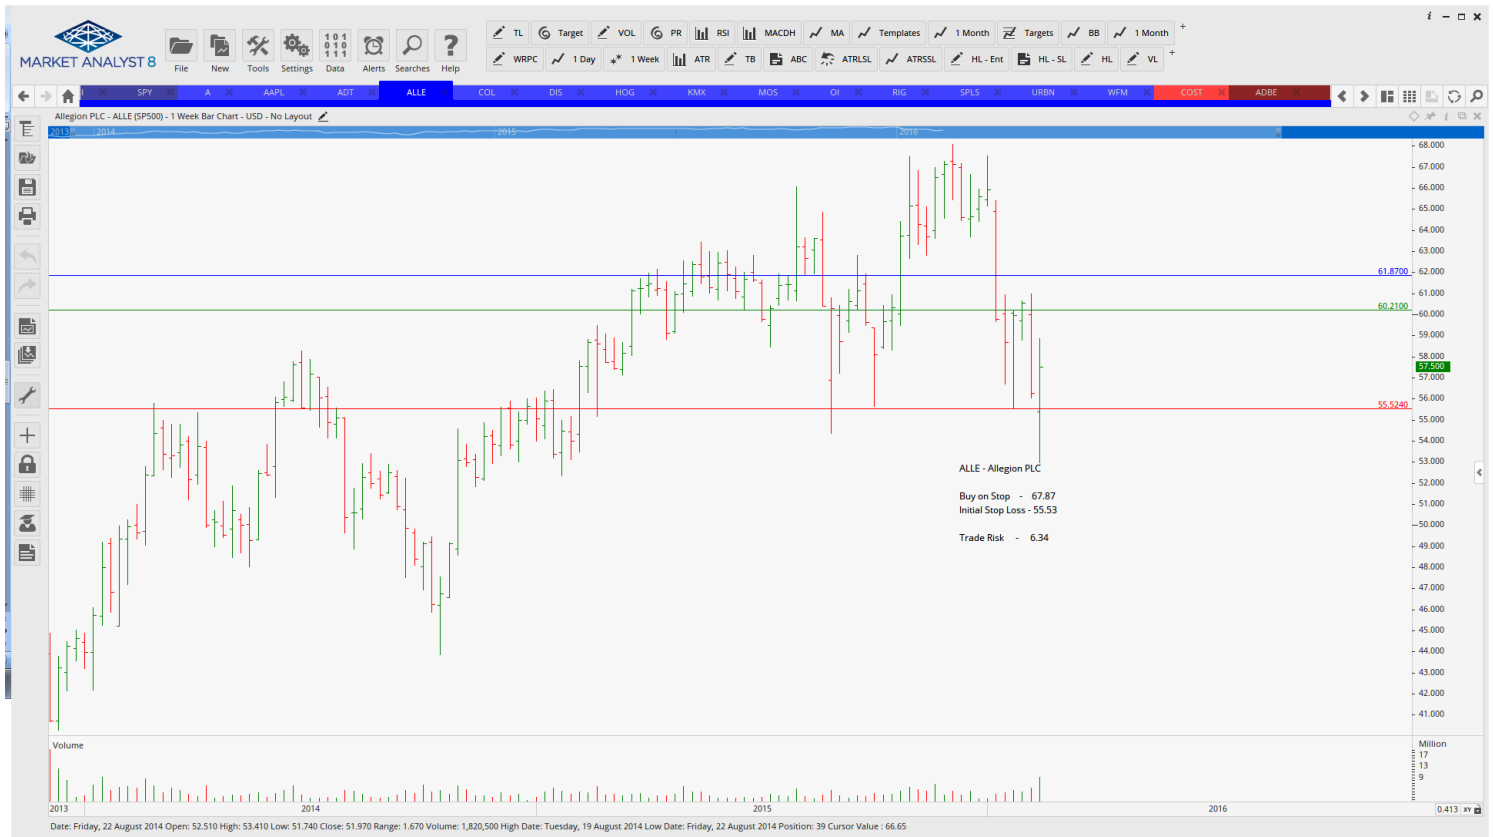 i
MARKET ANALYST 8
File New Tools Settings Data Alerts Searches Help
101
010
111
TL Target VOL PR RSI MACDH MA Templates 1 Month Targets BB 1 Month +
WRPC 1 Day 1 Week ATR TB ABC ATRLSL ATRSSL HL - Ent HL - SL HL VL +
SPY A AAPL ADT ALLE COL DIS HOG KMX MOS OI RIG SPLS URBN WFM COST ADBE
Allegion PLC - ALLE (SP500) - 1 Week Bar Chart - USD - No Layout
2013 2014 2015 2016
68.000
67.000
66.000
65.000
64.000
63.000
61.8700
62.000
61.000
60.2100
60.000
59.000
58.000
57.500
57.000
56.000
55.5240
55.000
54.000
53.000
52.000
51.000
50.000
49.000
48.000
47.000
46.000
45.000
44.000
43.000
42.000
41.000
ALLE - Allegion PLC
Buy on Stop - 67.87
Initial Stop Loss - 55.53
Trade Risk - 6.34
Volume
Million
17
13
9
2013 2014 2015 2016
0.413 XY
Date: Friday, 22 August 2014 Open: 52.510 High: 53.410 Low: 51.740 Close: 51.970 Range: 1.670 Volume: 1,820,500 High Date: Tuesday, 19 August 2014 Low Date: Friday, 22 August 2014 Position: 39 Cursor Value : 66.65